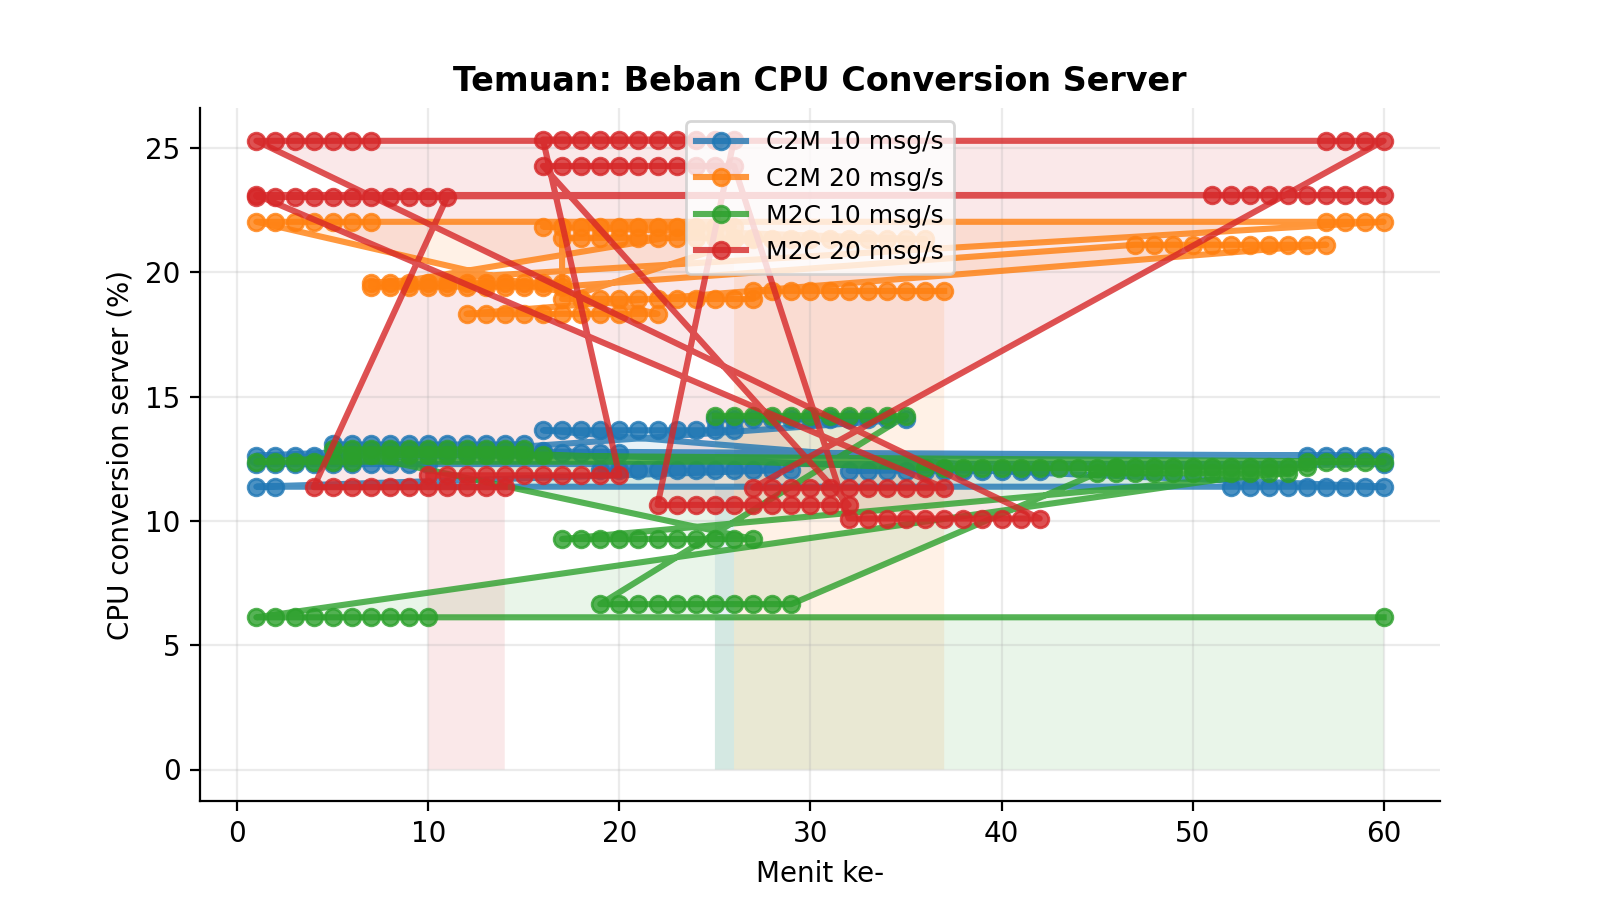 Temuan: Beban CPU Conversion Server
CPU conversion server (%)
25
20
15
10
5
0
C2M 10 msg/s
C2M 20 msg/s
M2C 10 msg/s
M2C 20 msg/s
0 10 20 30 40 50 60
Menit ke-